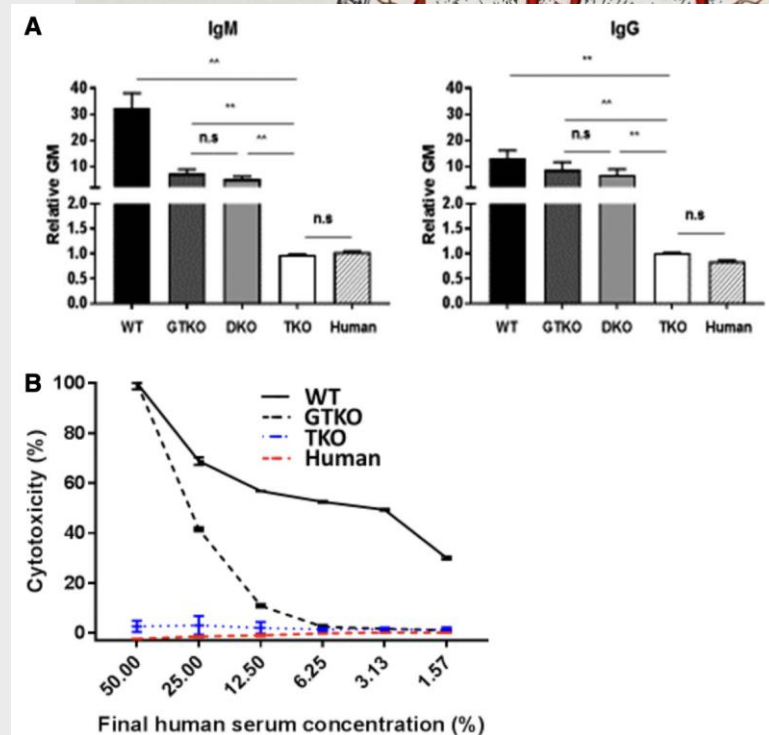 A
IgM
IgG
^^
**
n.s
^^
n.s
Relative GM
40
30
20
10
2.0
1.5
1.0
0.5
0.0
WT GTKO DKO TKO Human
**
^^
n.s
**
n.s
Relative GM
40
30
20
10
2.0
1.5
1.0
0.5
0.0
WT GTKO DKO TKO Human
B
WT
GTKO
TKO
Human
Cytotoxicity (%)
100
80
60
40
20
0
50.00 25.00 12.50 6.25 3.13 1.57
Final human serum concentration (%)